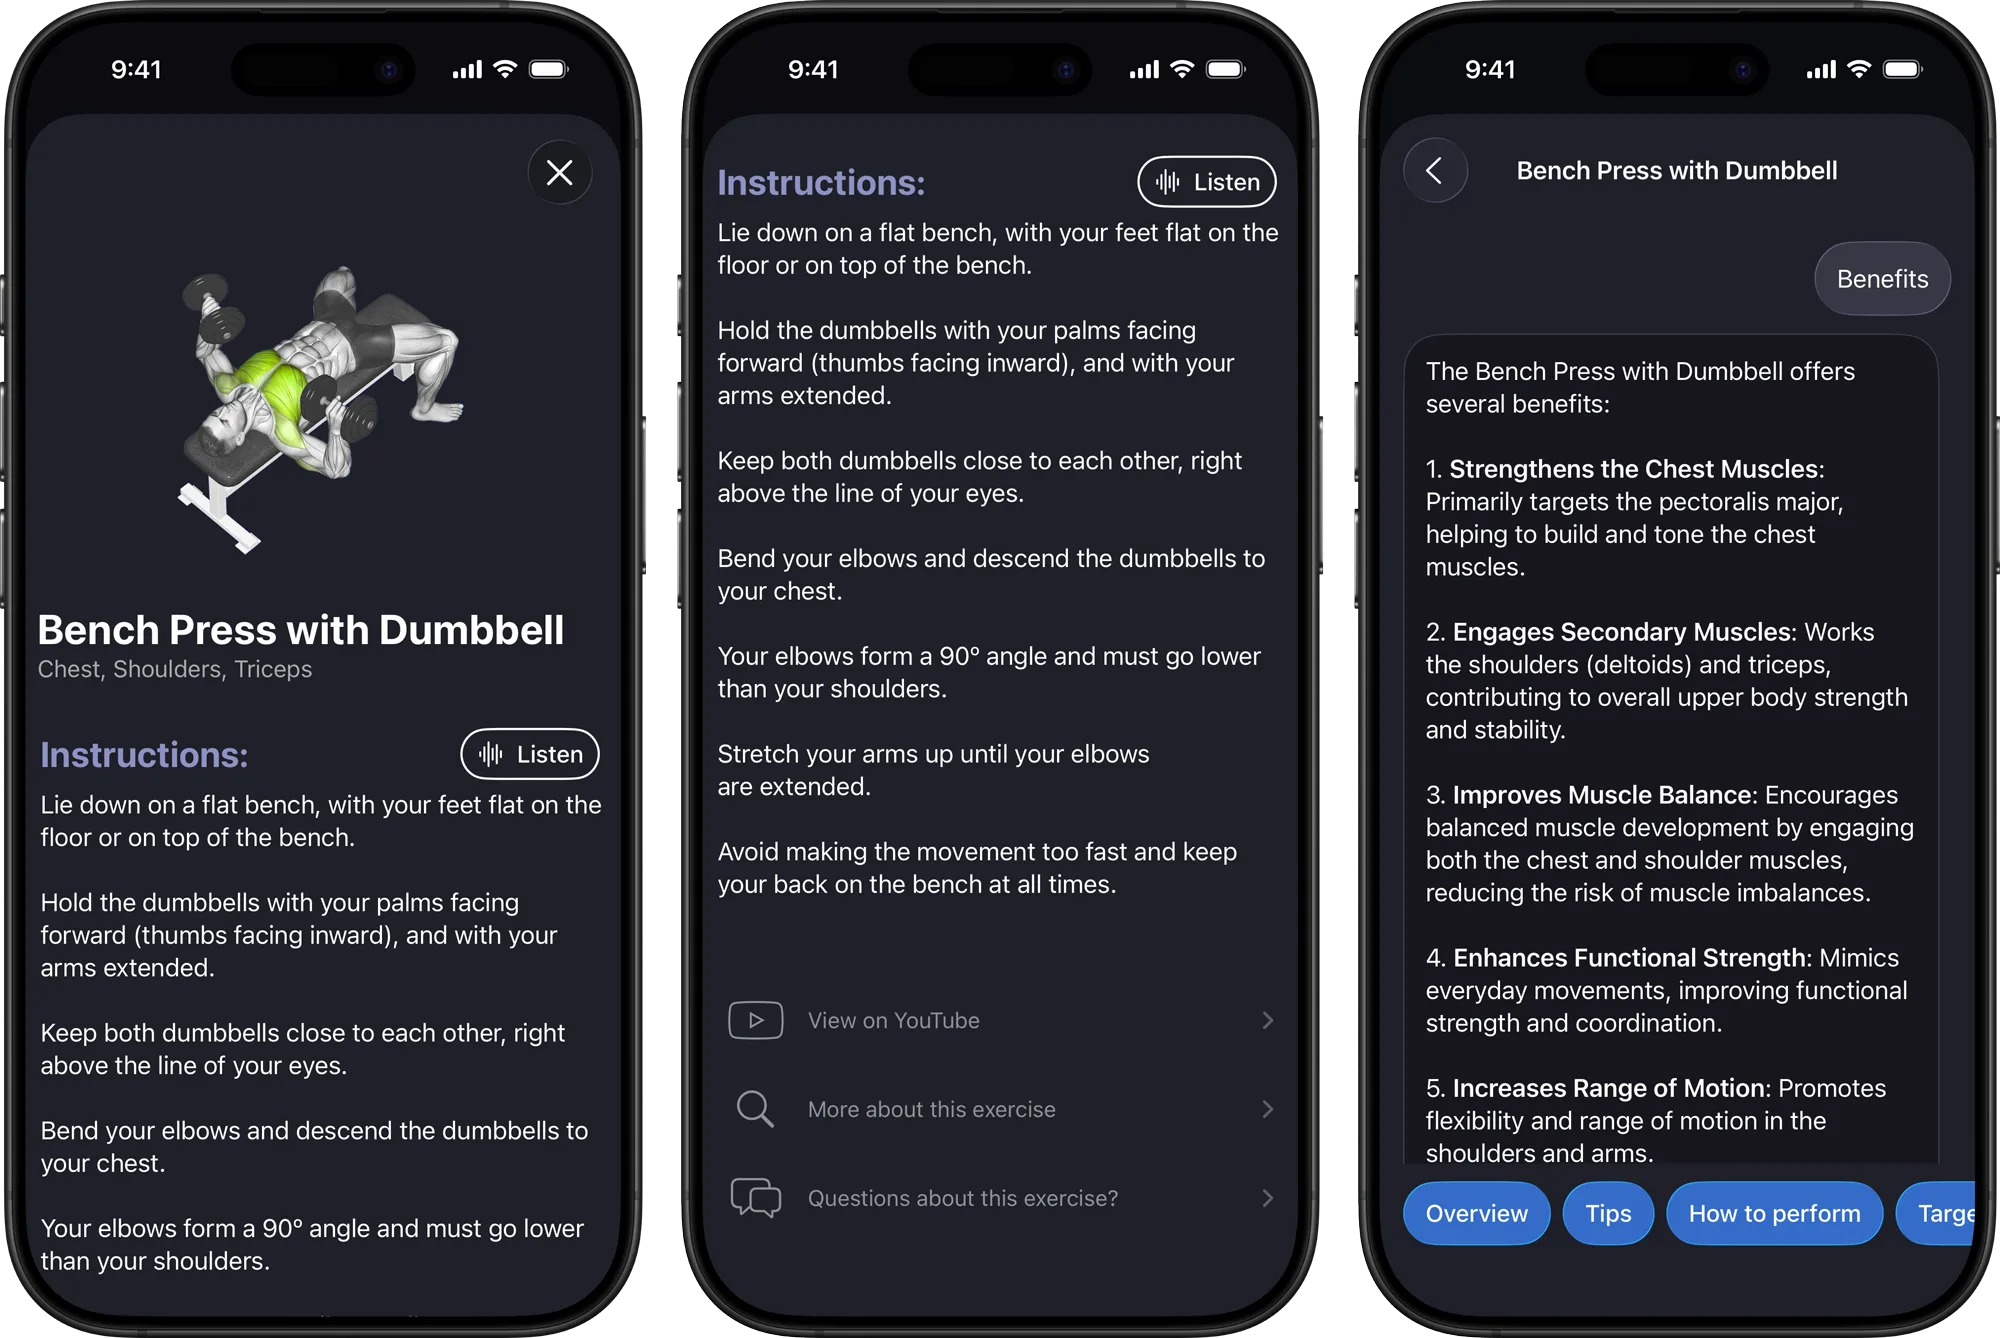 9:41
Bench Press with Dumbbell
Chest, Shoulders, Triceps
Instructions:
Listen
Lie down on a flat bench, with your feet flat on the
floor or on top of the bench.
Hold the dumbbells with your palms facing
forward (thumbs facing inward), and with your
arms extended.
Keep both dumbbells close to each other, right
above the line of your eyes.
Bend your elbows and descend the dumbbells to
your chest.
Your elbows form a 90º angle and must go lower
than your shoulders.
9:41
Instructions:
Listen
Lie down on a flat bench, with your feet flat on the
floor or on top of the bench.
Hold the dumbbells with your palms facing
forward (thumbs facing inward), and with your
arms extended.
Keep both dumbbells close to each other, right
above the line of your eyes.
Bend your elbows and descend the dumbbells to
your chest.
Your elbows form a 90º angle and must go lower
than your shoulders.
Stretch your arms up until your elbows
are extended.
Avoid making the movement too fast and keep
your back on the bench at all times.
View on YouTube
More about this exercise
Questions about this exercise?
9:41
Bench Press with Dumbbell
Benefits
The Bench Press with Dumbbell offers
several benefits:
1. Strengthens the Chest Muscles:
Primarily targets the pectoralis major,
helping to build and tone the chest
muscles.
2. Engages Secondary Muscles: Works
the shoulders (deltoids) and triceps,
contributing to overall upper body strength
and stability.
3. Improves Muscle Balance: Encourages
balanced muscle development by engaging
both the chest and shoulder muscles,
reducing the risk of muscle imbalances.
4. Enhances Functional Strength: Mimics
everyday movements, improving functional
strength and coordination.
5. Increases Range of Motion: Promotes
flexibility and range of motion in the
shoulders and arms.
Overview
Tips
How to perform
Targe